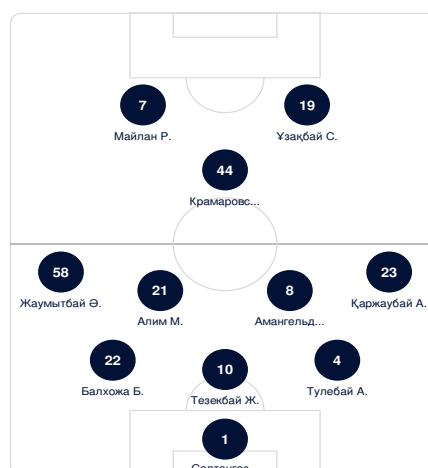 7
19
Майлан Р.
Ұзақбай С.
44
Крамаровс...
58
23
21
8
Жаумытбай Ә.
Қаржаубай А.
Алим М.
Амангельд...
22
10
4
Балхожа Б.
Тезекбай Ж.
Тулебай А.
1